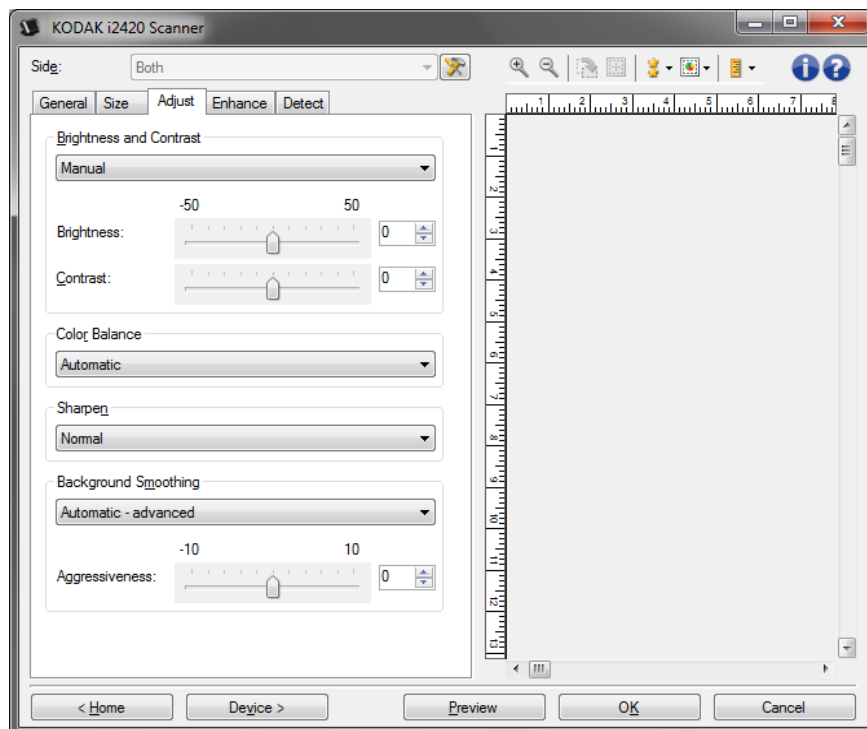 KODAK i2420 Scanner
Side: Both
General Size Adjust Enhance Detect
Brightness and Contrast
Manual
-50 50
Brightness: 0
Contrast: 0
Color Balance
Automatic
Sharpen
Normal
Background Smoothing
Automatic - advanced
-10 10
Aggressiveness: 0
1 2 3 4 5 6 7 8
1
2
3
4
5
6
7
8
9
10
11
12
13
< Home Device > Preview OK Cancel